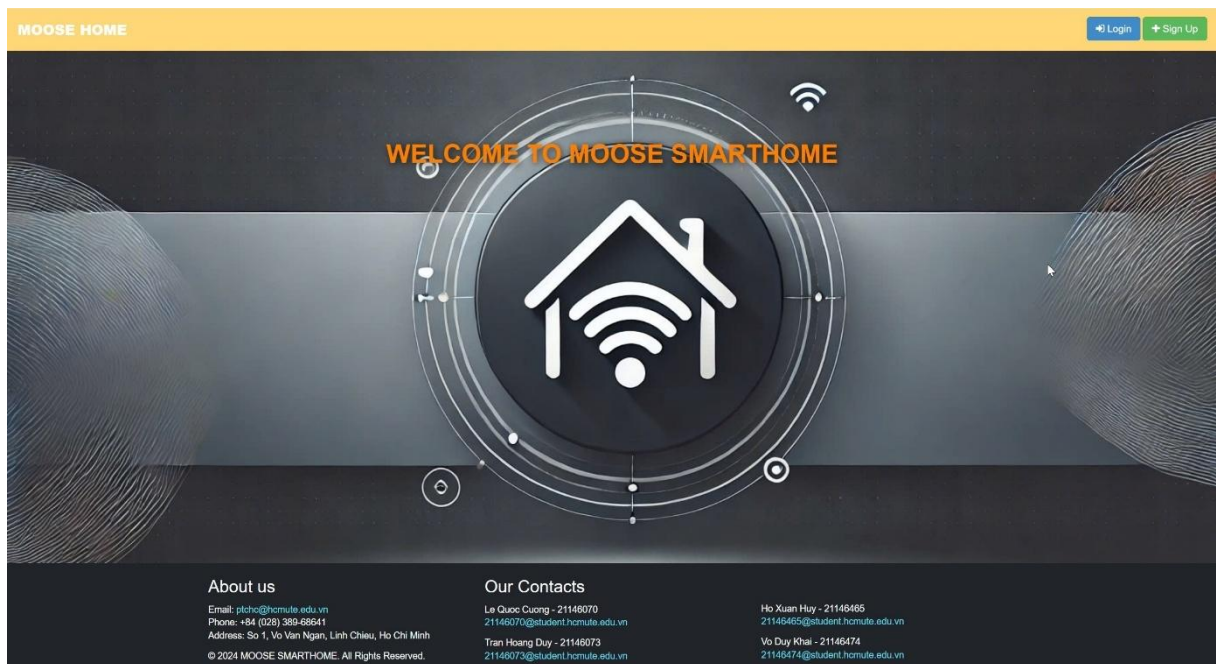 MOOSE HOME
Login
+ Sign Up
WELCOME TO MOOSE SMARTHOME
About us
Email: ptchc@hcmute.edu.vn
Phone: +84 (028) 389-68641
Address: So 1, Vo Van Ngan, Linh Chieu, Ho Chi Minh
© 2024 MOOSE SMARTHOME. All Rights Reserved.
Our Contacts
Le Quoc Cuong - 21146070
21146070@student.hcmute.edu.vn
Tran Hoang Duy - 21146073
21146073@student.hcmute.edu.vn
Ho Xuan Huy - 21146465
21146465@student.hcmute.edu.vn
Vo Duy Khai - 21146474
21146474@student.hcmute.edu.vn